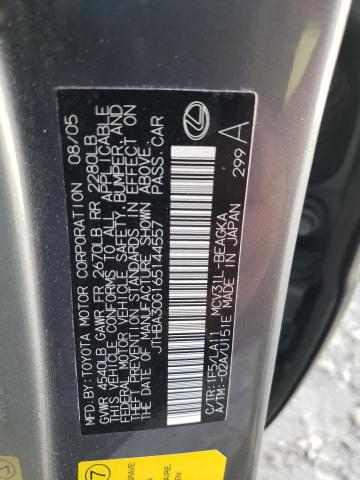 MFD.BY:TOYOTA MOTOR CORPORATION 08/05
GVWR 4540LB GAWR FR 2670LB RR 2280LB
THIS VEHICLE CONFORMS TO ALL APPLICABLE
FEDERAL MOTOR VEHICLE SAFETY, BUMPER, AND
THEFT PREVENTION STANDARDS IN EFFECT ON
THE DATE OF MANUFACTURE SHOWN ABOVE.
JTHBA30G165144557 PASS.CAR
C/TR:1E5/LA11 MCV31L-BEAGKA
A/TM:-02A/U151E MADE IN JAPAN
299 A
7